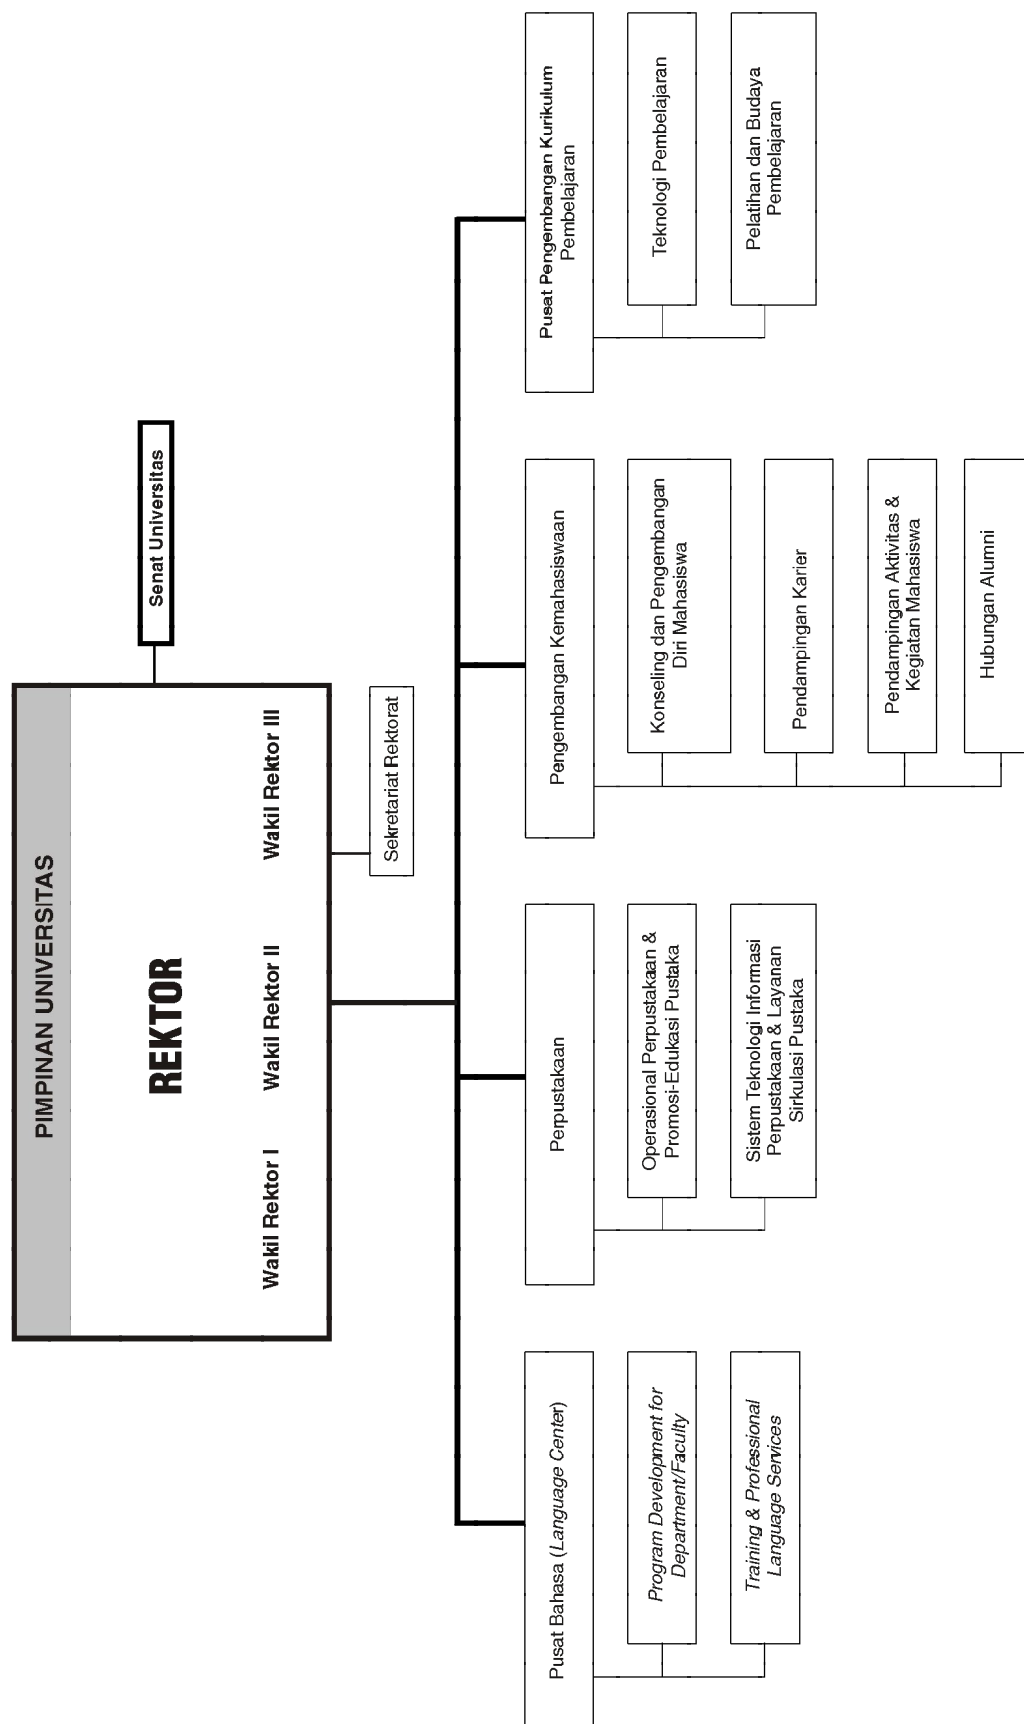 PIMPINAN UNIVERSITAS
REKTOR
Wakil Rektor I
Wakil Rektor II
Wakil Rektor III
Senat Universitas
Sekretariat Rektorat
Pusat Bahasa (Language Center)
Program Development for
Department/Faculty
Training & Professional
Language Services
Perpustakaan
Operasional Perpustakaan &
Promosi-Edukasi Pustaka
Sistem Teknologi Informasi
Perpustakaan & Layanan
Sirkulasi Pustaka
Pengembangan Kemahasiswaan
Konseling dan Pengembangan
Diri Mahasiswa
Pendampingan Karier
Pendampingan Aktivitas &
Kegiatan Mahasiswa
Hubungan Alumni
Pusat Pengembangan Kurikulum
Pembelajaran
Teknologi Pembelajaran
Pelatihan dan Budaya
Pembelajaran